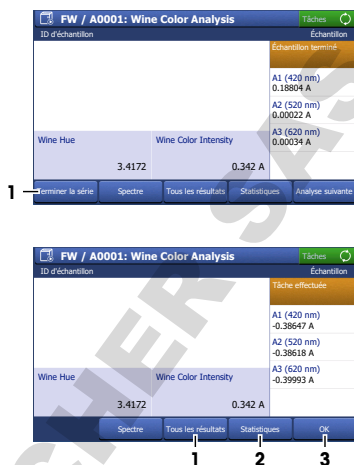 FW / A0001: Wine Color Analysis
Tâches
ID d'échantillon
Échantillon
Échantillon terminé
A1 (420 nm)
0.18804 A
A2 (520 nm)
0.00022 A
A3 (620 nm)
0.00034 A
Wine Hue
Wine Color Intensity
3.4172
0.342 A
1
Terminer la série
Spectre
Tous les résultats
Statistiques
Analyse suivante
FW / A0001: Wine Color Analysis
Tâches
ID d'échantillon
Échantillon
Tâche effectuée
A1 (420 nm)
-0.38647 A
A2 (520 nm)
-0.38618 A
A3 (620 nm)
-0.39993 A
Wine Hue
Wine Color Intensity
3.4172
0.342 A
Spectre
Tous les résultats
Statistiques
OK
1
2
3
CHER SAS